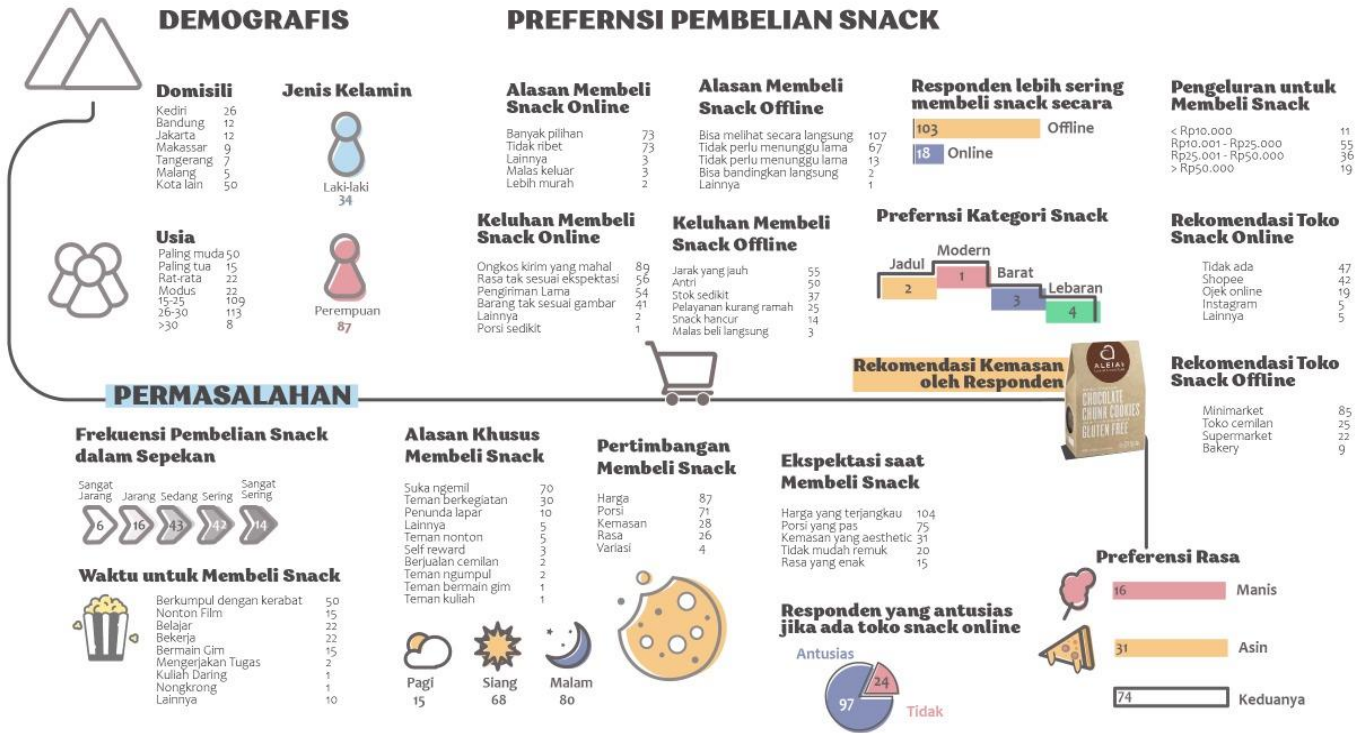 DEMOGRAFIS
PREFERNSI PEMBELIAN SNACK
Domisili
Kediri 26
Bandung 12
Jakarta 12
Makassar 9
Tangerang 7
Malang 5
Kota lain 50
Jenis Kelamin
Laki-laki
34
Perempuan
87
Usia
Paling muda 50
Paling tua 15
Rat-rata 22
Modus 22
15-25 109
26-30 113
>30 8
Alasan Membeli
Snack Online
Banyak pilihan 73
Tidak ribet 73
Lainnya 3
Malas keluar 3
Lebih murah 2
Alasan Membeli
Snack Offline
Bisa melihat secara langsung 107
Tidak perlu menunggu lama 67
Tidak perlu menunggu lama 13
Bisa bandingkan langsung 2
Lainnya 1
Responden lebih sering
membeli snack secara
103 Offline
18 Online
Pengeluran untuk
Membeli Snack
< Rp10.000 11
Rp10.001 - Rp25.000 55
Rp25.001 - Rp50.000 36
> Rp50.000 19
Keluhan Membeli
Snack Online
Ongkos kirim yang mahal 89
Rasa tak sesuai ekspektasi 56
Pengiriman Lama 54
Barang tak sesuai gambar 41
Lainnya 2
Porsi sedikit 1
Keluhan Membeli
Snack Offline
Jarak yang jauh 55
Antri 50
Stok sedikit 37
Pelayanan kurang ramah 25
Snack hancur 14
Malas beli langsung 3
Prefernsi Kategori Snack
Jadul
2
Modern
1
Barat
3
Lebaran
4
Rekomendasi Toko
Snack Online
Tidak ada 47
Shopee 42
Ojek online 19
Instagram 5
Lainnya 5
Rekomendasi Kemasan
oleh Responden
a
ALEIA's
CHOCOLATE
CHUNK COOKIES
GLUTEN FREE
Rekomendasi Toko
Snack Offline
Minimarket 85
Toko cemilan 25
Supermarket 22
Bakery 9
PERMASALAHAN
Frekuensi Pembelian Snack
dalam Sepekan
Sangat Jarang
6
Jarang
16
Sedang
43
Sering
42
Sangat Sering
14
Waktu untuk Membeli Snack
Berkumpul dengan kerabat 50
Nonton Film 15
Belajar 22
Bekerja 22
Bermain Gim 15
Mengerjakan Tugas 2
Kuliah Daring 1
Nongkrong 1
Lainnya 10
Alasan Khusus
Membeli Snack
Suka ngemil 70
Teman berkegiatan 30
Penunda lapar 10
Lainnya 5
Teman nonton 5
Self reward 3
Berjualan cemilan 2
Teman ngumpul 2
Teman bermain gim 1
Teman kuliah 1
Pagi
15
Siang
68
Malam
80
Pertimbangan
Membeli Snack
Harga 87
Porsi 71
Kemasan 28
Rasa 26
Variasi 4
Ekspektasi saat
Membeli Snack
Harga yang terjangkau 104
Porsi yang pas 75
Kemasan yang aesthetic 31
Tidak mudah remuk 20
Rasa yang enak 15
Responden yang antusias
jika ada toko snack online
Antusias
97
24
Tidak
Preferensi Rasa
16 Manis
31 Asin
74 Keduanya